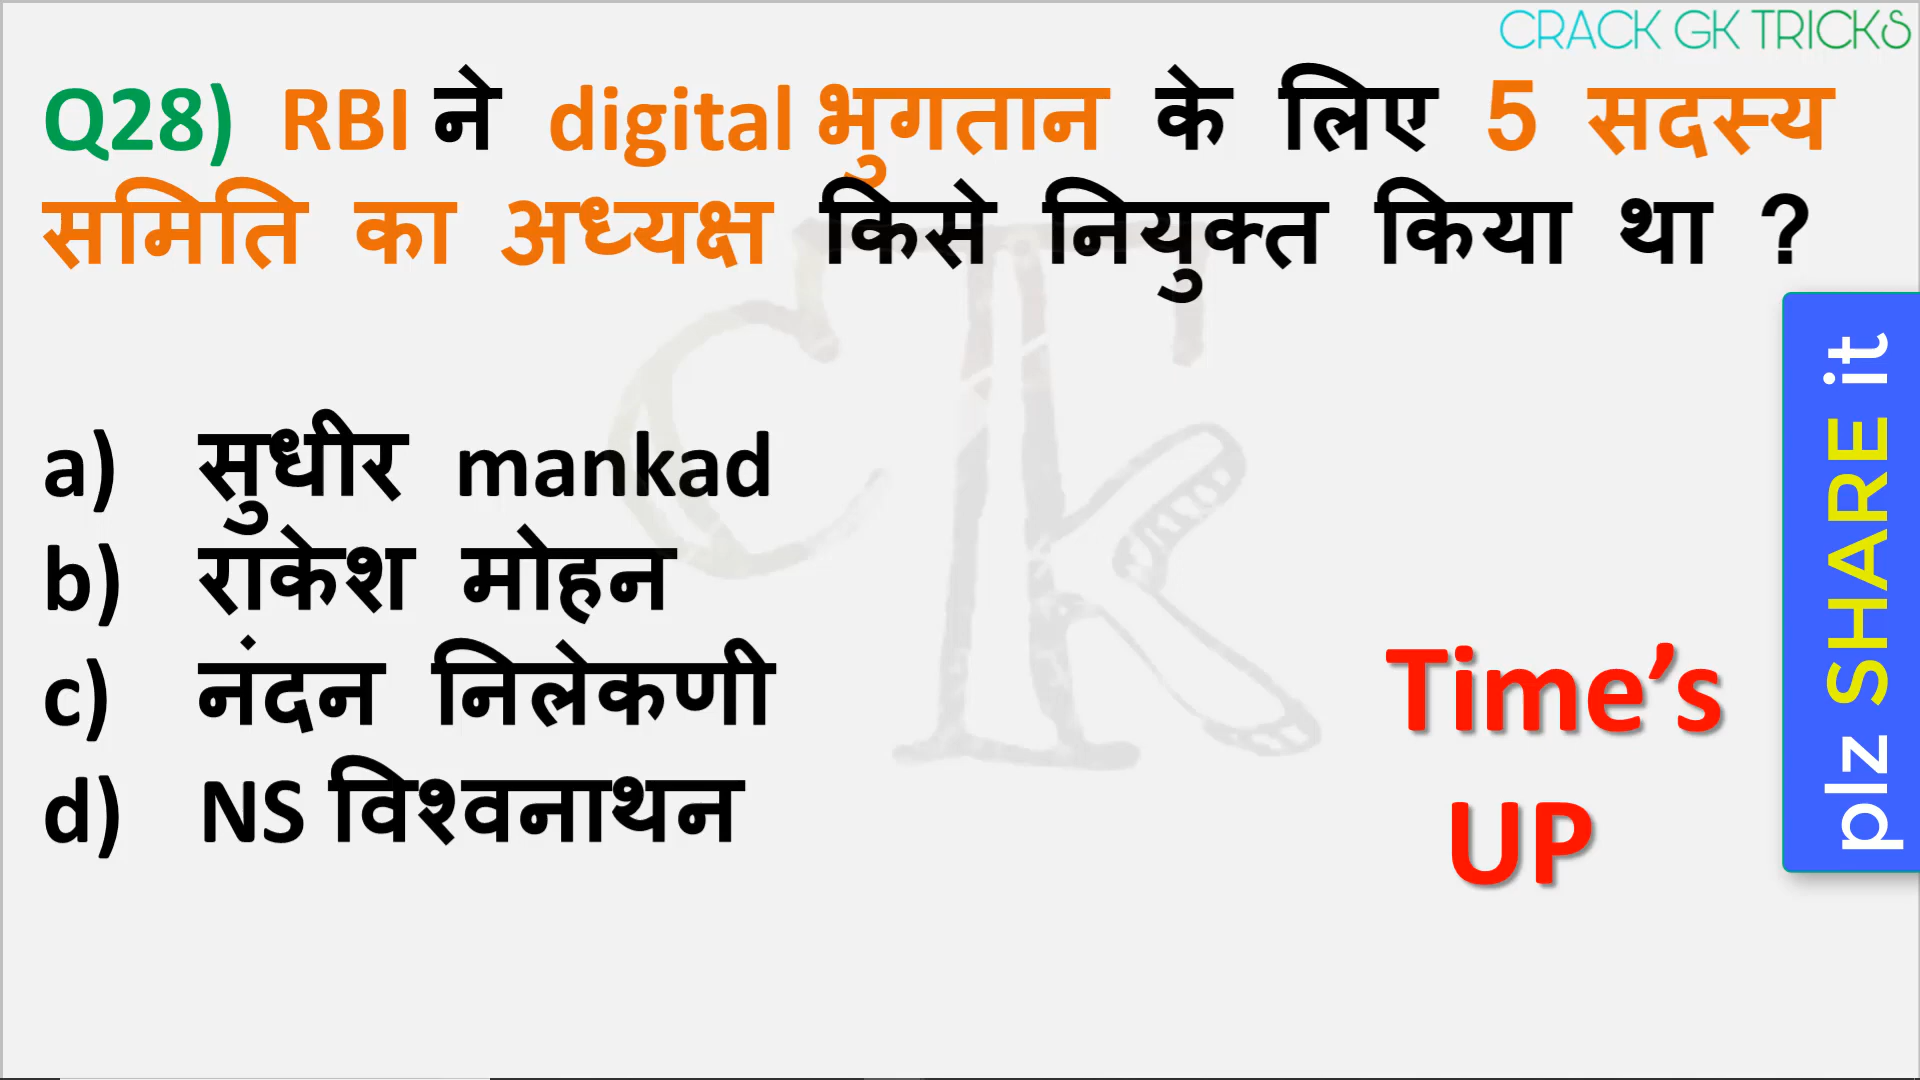 CRACK GK TRICKS
Q28) RBI ने digital भुगतान के लिए 5 सदस्य
समिति का अध्यक्ष किसे नियुक्त किया था ?
a) सुधीर mankad
b) राकेश मोहन
c) नंदन निलेकणी
d) NS विश्वनाथन
Time's
UP
plz SHARE it